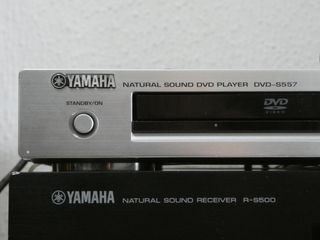 YAMAHA NATURAL SOUND DVD PLAYER DVD-S557
STANDBY/ON
DVD
VIDEO
YAMAHA NATURAL SOUND RECEIVER R-S500